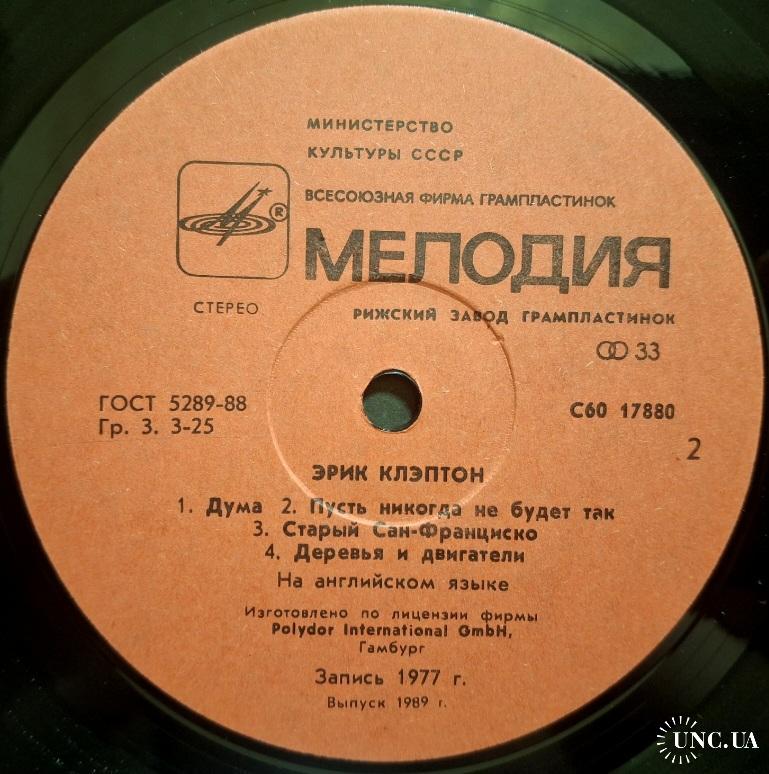 МИНИСТЕРСТВО
КУЛЬТУРЫ СССР
ВСЕСОЮЗНАЯ ФИРМА ГРАМПЛАСТИНОК
®
МЕЛОДИЯ
СТЕРЕО
РИЖСКИЙ ЗАВОД ГРАМПЛАСТИНОК
33
ГОСТ 5289-88
Гр. 3. 3-25
С60 17880
2
ЭРИК КЛЭПТОН
1. Дума 2. Пусть никогда не будет так
3. Старый Сан-Франциско
4. Деревья и двигатели
На английском языке
Изготовлено по лицензии фирмы
Polydor International GmbH,
Гамбург
Запись 1977 г.
Выпуск 1989 г.
UNC.UA